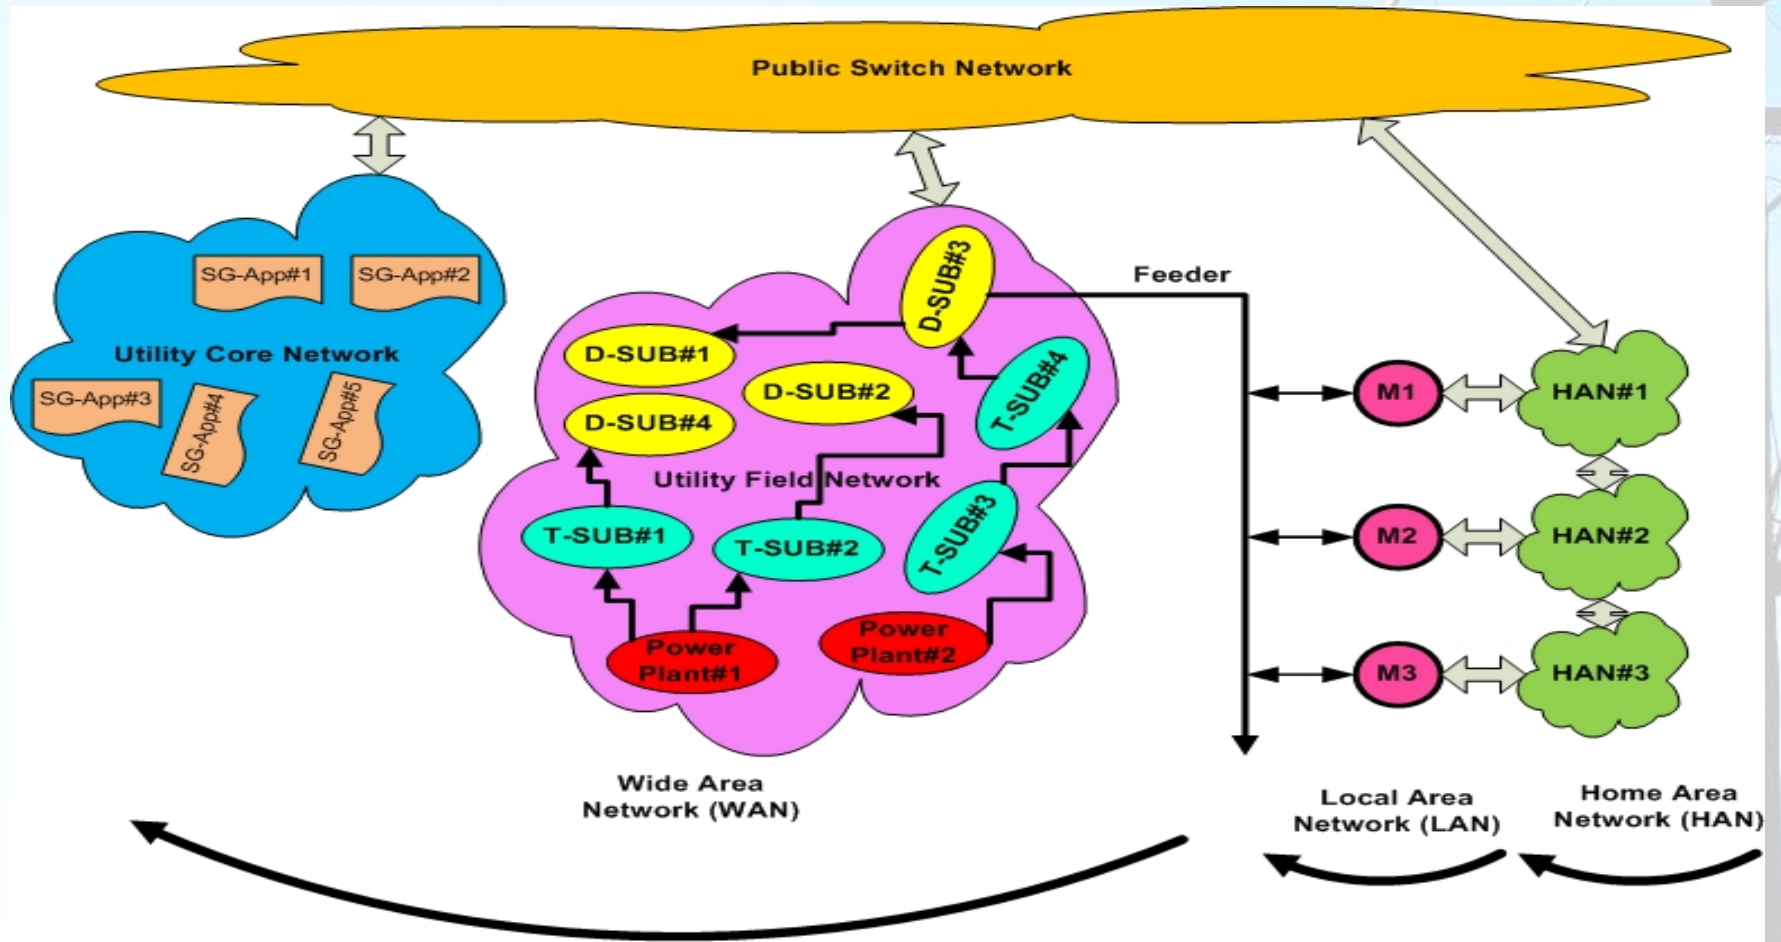 Public Switch Network
SG-App#1
SG-App#2
Utility Core Network
SG-App#3
SG-App#4
SG-App#5
D-SUB#3
Feeder
D-SUB#1
D-SUB#2
T-SUB#4
D-SUB#4
Utility Field Network
T-SUB#1
T-SUB#2
T-SUB#3
Power
Plant#1
Power
Plant#2
M1
HAN#1
M2
HAN#2
M3
HAN#3
Wide Area
Network (WAN)
Local Area
Network (LAN)
Home Area
Network (HAN)